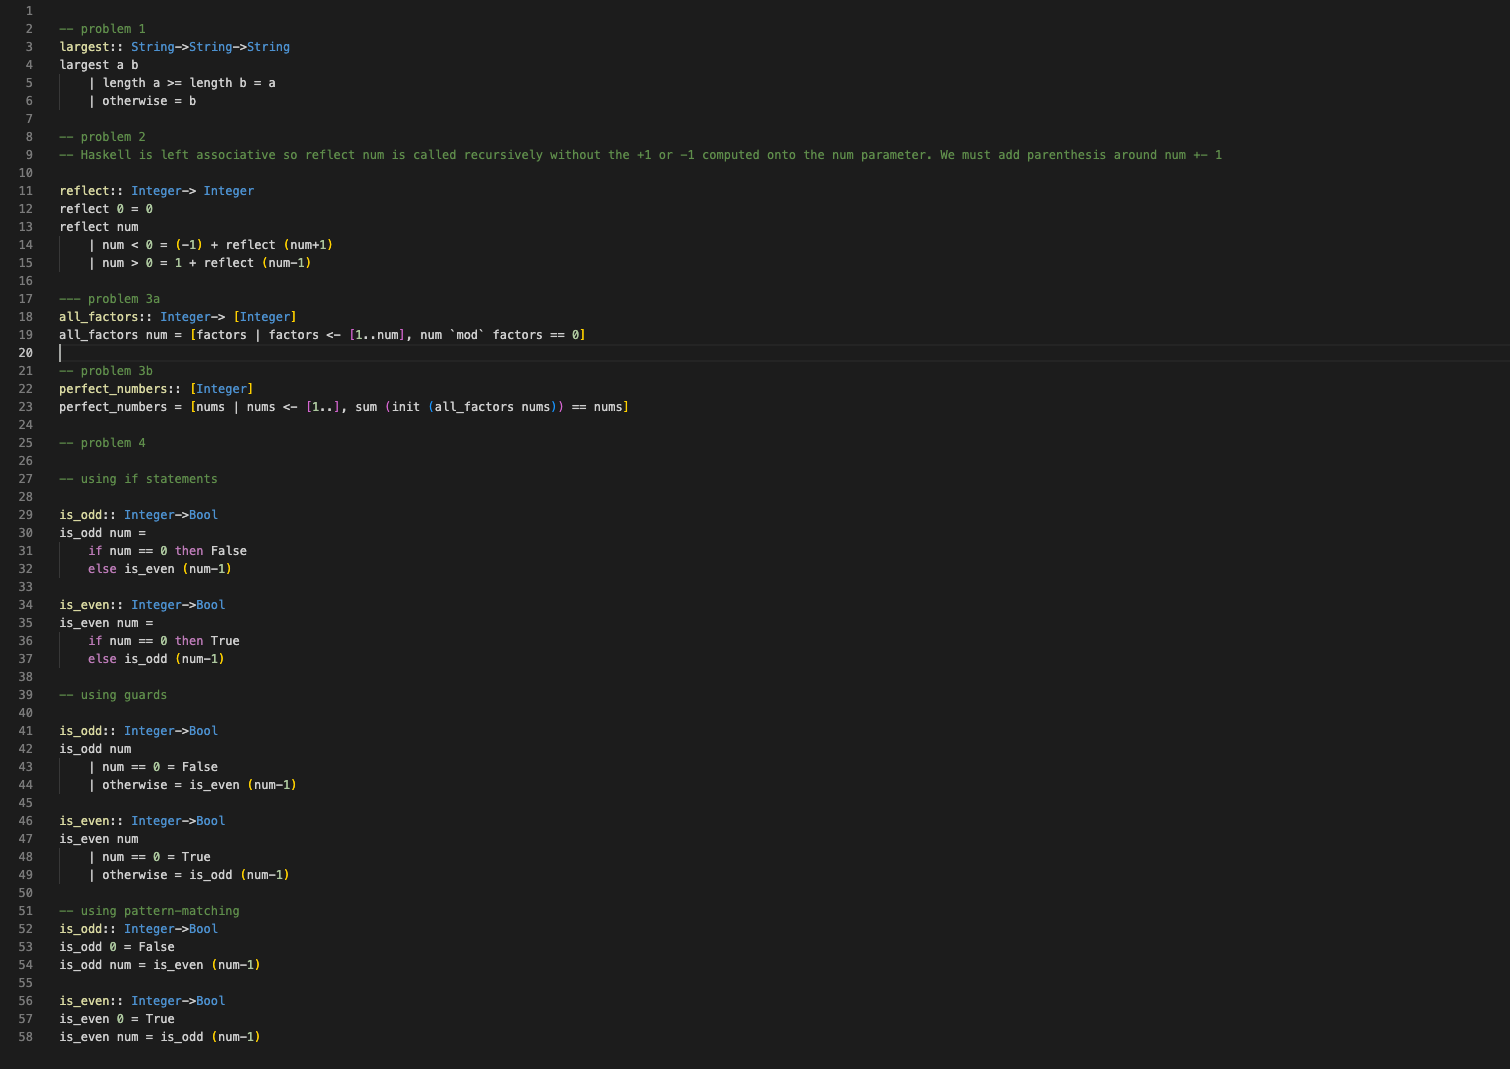 1
2 -- problem 1
3 largest:: String->String->String
4 largest a b
5     | length a >= length b = a
6     | otherwise = b
7
8 -- problem 2
9 -- Haskell is left associative so reflect num is called recursively without the +1 or -1 computed onto the num parameter. We must add parenthesis around num +- 1
10
11 reflect:: Integer-> Integer
12 reflect 0 = 0
13 reflect num
14     | num < 0 = (-1) + reflect (num+1)
15     | num > 0 = 1 + reflect (num-1)
16
17 --- problem 3a
18 all_factors:: Integer-> [Integer]
19 all_factors num = [factors | factors <- [1..num], num `mod` factors == 0]
20
21 -- problem 3b
22 perfect_numbers:: [Integer]
23 perfect_numbers = [nums | nums <- [1..], sum (init (all_factors nums)) == nums]
24
25 -- problem 4
26
27 -- using if statements
28
29 is_odd:: Integer->Bool
30 is_odd num =
31     if num == 0 then False
32     else is_even (num-1)
33
34 is_even:: Integer->Bool
35 is_even num =
36     if num == 0 then True
37     else is_odd (num-1)
38
39 -- using guards
40
41 is_odd:: Integer->Bool
42 is_odd num
43     | num == 0 = False
44     | otherwise = is_even (num-1)
45
46 is_even:: Integer->Bool
47 is_even num
48     | num == 0 = True
49     | otherwise = is_odd (num-1)
50
51 -- using pattern-matching
52 is_odd:: Integer->Bool
53 is_odd 0 = False
54 is_odd num = is_even (num-1)
55
56 is_even:: Integer->Bool
57 is_even 0 = True
58 is_even num = is_odd (num-1)